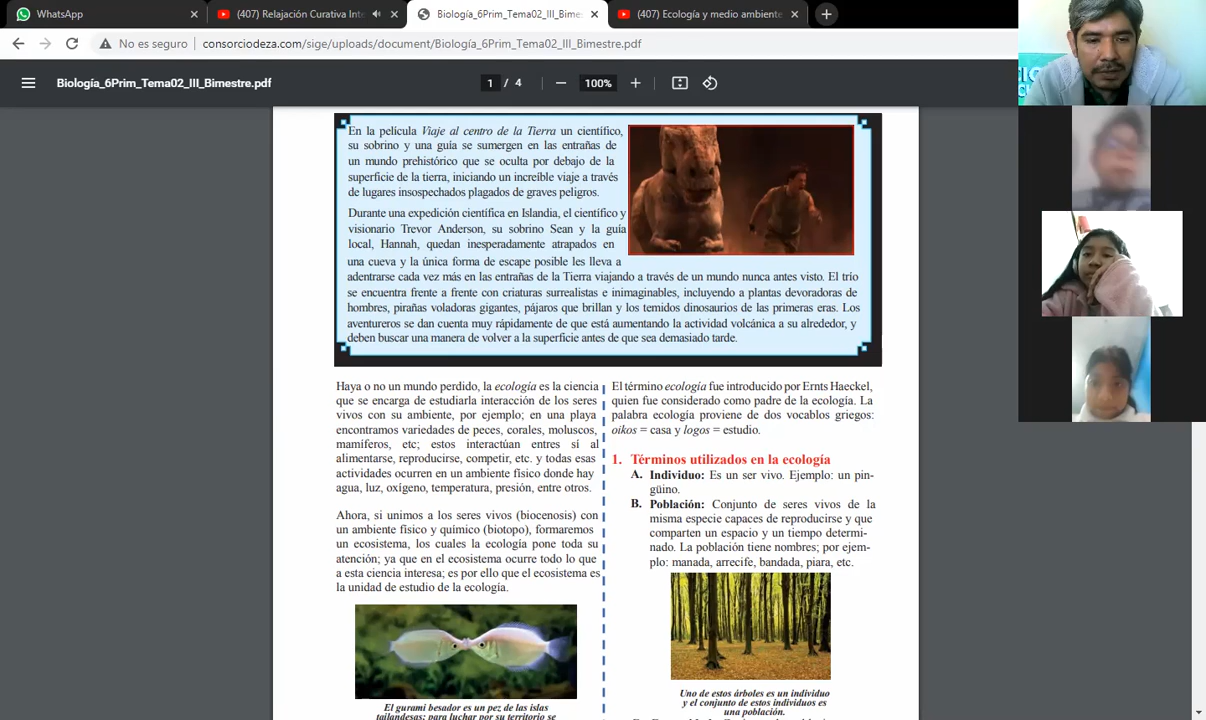 WhatsApp
(407) Relajación Curativa Int
Biología_6Prim_Tema02_III_Bime
(407) Ecología y medio ambiente
No es seguro
consorciodeza.com/sige/uploads/document/Biología_6Prim_Tema02_III_Bimestre.pdf
Biología_6Prim_Tema02_III_Bimestre.pdf
1 / 4
100%
En la película Viaje al centro de la Tierra un científico,
su sobrino y una guía se sumergen en las entrañas de
un mundo prehistórico que se oculta por debajo de la
superficie de la tierra, iniciando un increíble viaje a través
de lugares insospechados plagados de graves peligros.
Durante una expedición científica en Islandia, el científico y
visionario Trevor Anderson, su sobrino Sean y la guía
local, Hannah, quedan inesperadamente atrapados en
una cueva y la única forma de escape posible les lleva a
adentrarse cada vez más en las entrañas de la Tierra viajando a través de un mundo nunca antes visto. El trío
se encuentra frente a frente con criaturas surrealistas e inimaginables, incluyendo a plantas devoradoras de
hombres, pirañas voladoras gigantes, pájaros que brillan y los temidos dinosaurios de las primeras eras. Los
aventureros se dan cuenta muy rápidamente de que está aumentando la actividad volcánica a su alrededor, y
deben buscar una manera de volver a la superficie antes de que sea demasiado tarde.
Haya o no un mundo perdido, la ecología es la ciencia
que se encarga de estudiarla interacción de los seres
vivos con su ambiente, por ejemplo; en una playa
encontramos variedades de peces, corales, moluscos,
mamíferos, etc; estos interactúan entres sí al
alimentarse, reproducirse, competir, etc. y todas esas
actividades ocurren en un ambiente físico donde hay
agua, luz, oxígeno, temperatura, presión, entre otros.
Ahora, si unimos a los seres vivos (biocenosis) con
un ambiente físico y químico (biotopo), formaremos
un ecosistema, los cuales la ecología pone toda su
atención; ya que en el ecosistema ocurre todo lo que
a esta ciencia interesa; es por ello que el ecosistema es
la unidad de estudio de la ecología.
El gurami besador es un pez de las islas
tailandesas; para luchar por su territorio se
El término ecología fue introducido por Ernts Haeckel,
quien fue considerado como padre de la ecología. La
palabra ecología proviene de dos vocablos griegos:
oikos = casa y logos = estudio.
1. Términos utilizados en la ecología
A. Individuo: Es un ser vivo. Ejemplo: un pin-
güino.
B. Población: Conjunto de seres vivos de la
misma especie capaces de reproducirse y que
comparten un espacio y un tiempo determi-
nado. La población tiene nombres; por ejem-
plo: manada, arrecife, bandada, piara, etc.
Uno de estos árboles es un individuo
y el conjunto de estos individuos es
una población.